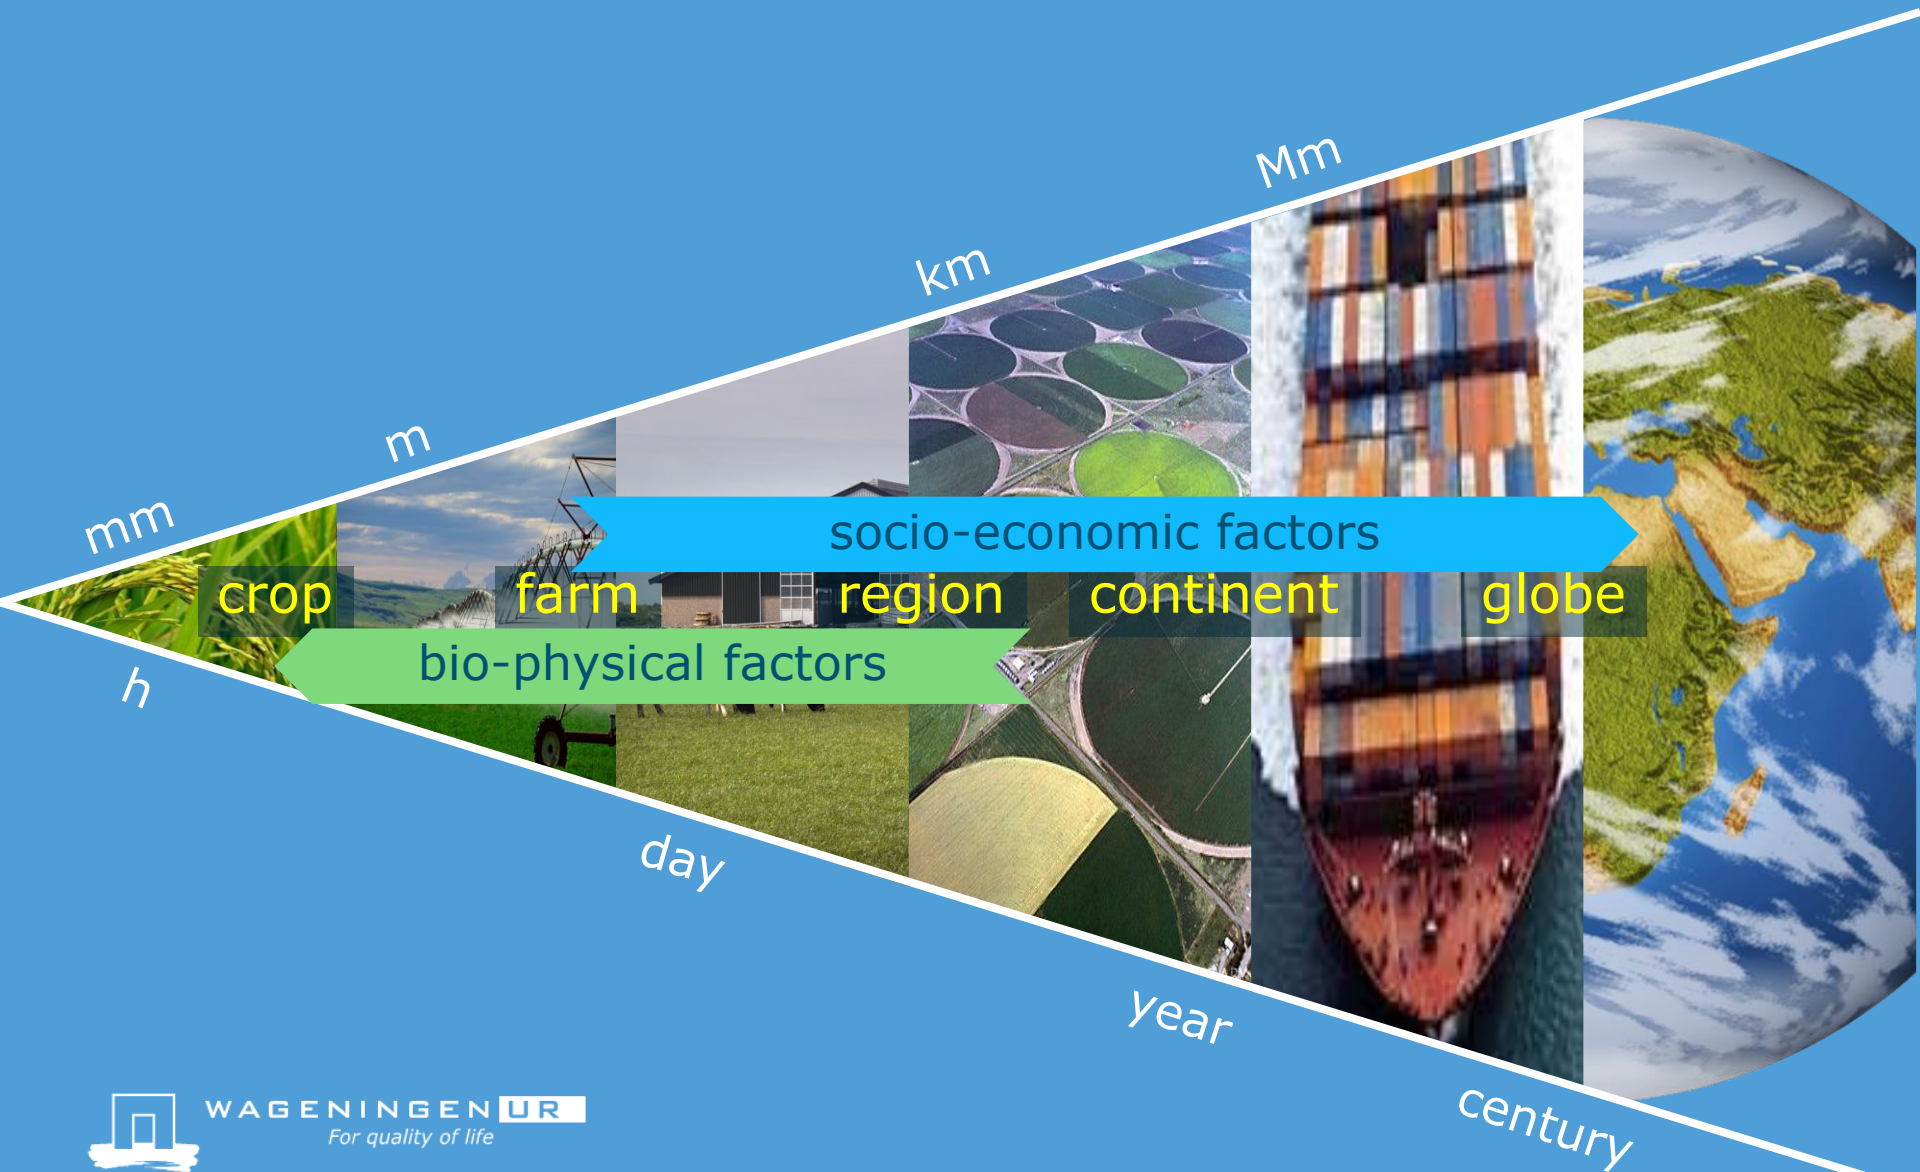 Mm
km
m
mm
socio-economic factors
crop farm region continent globe
bio-physical factors
h
day
year
century
WAGENINGEN UR
For quality of life